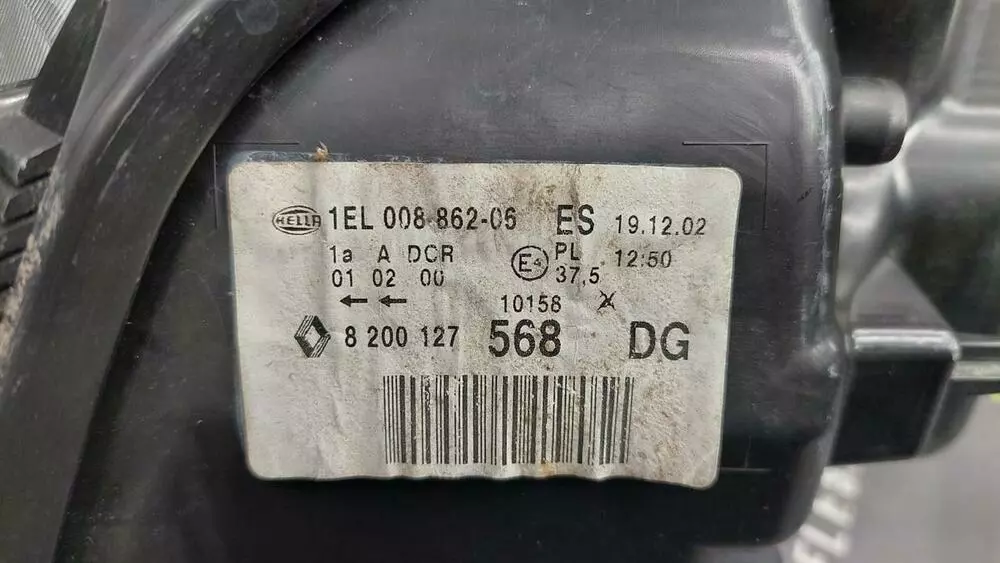 HELLA 1EL 008 862-05 ES 19.12.02
1a A DCR E4 PL 12:50
01 02 00 37,5
10158 X
8 200 127 568 DG